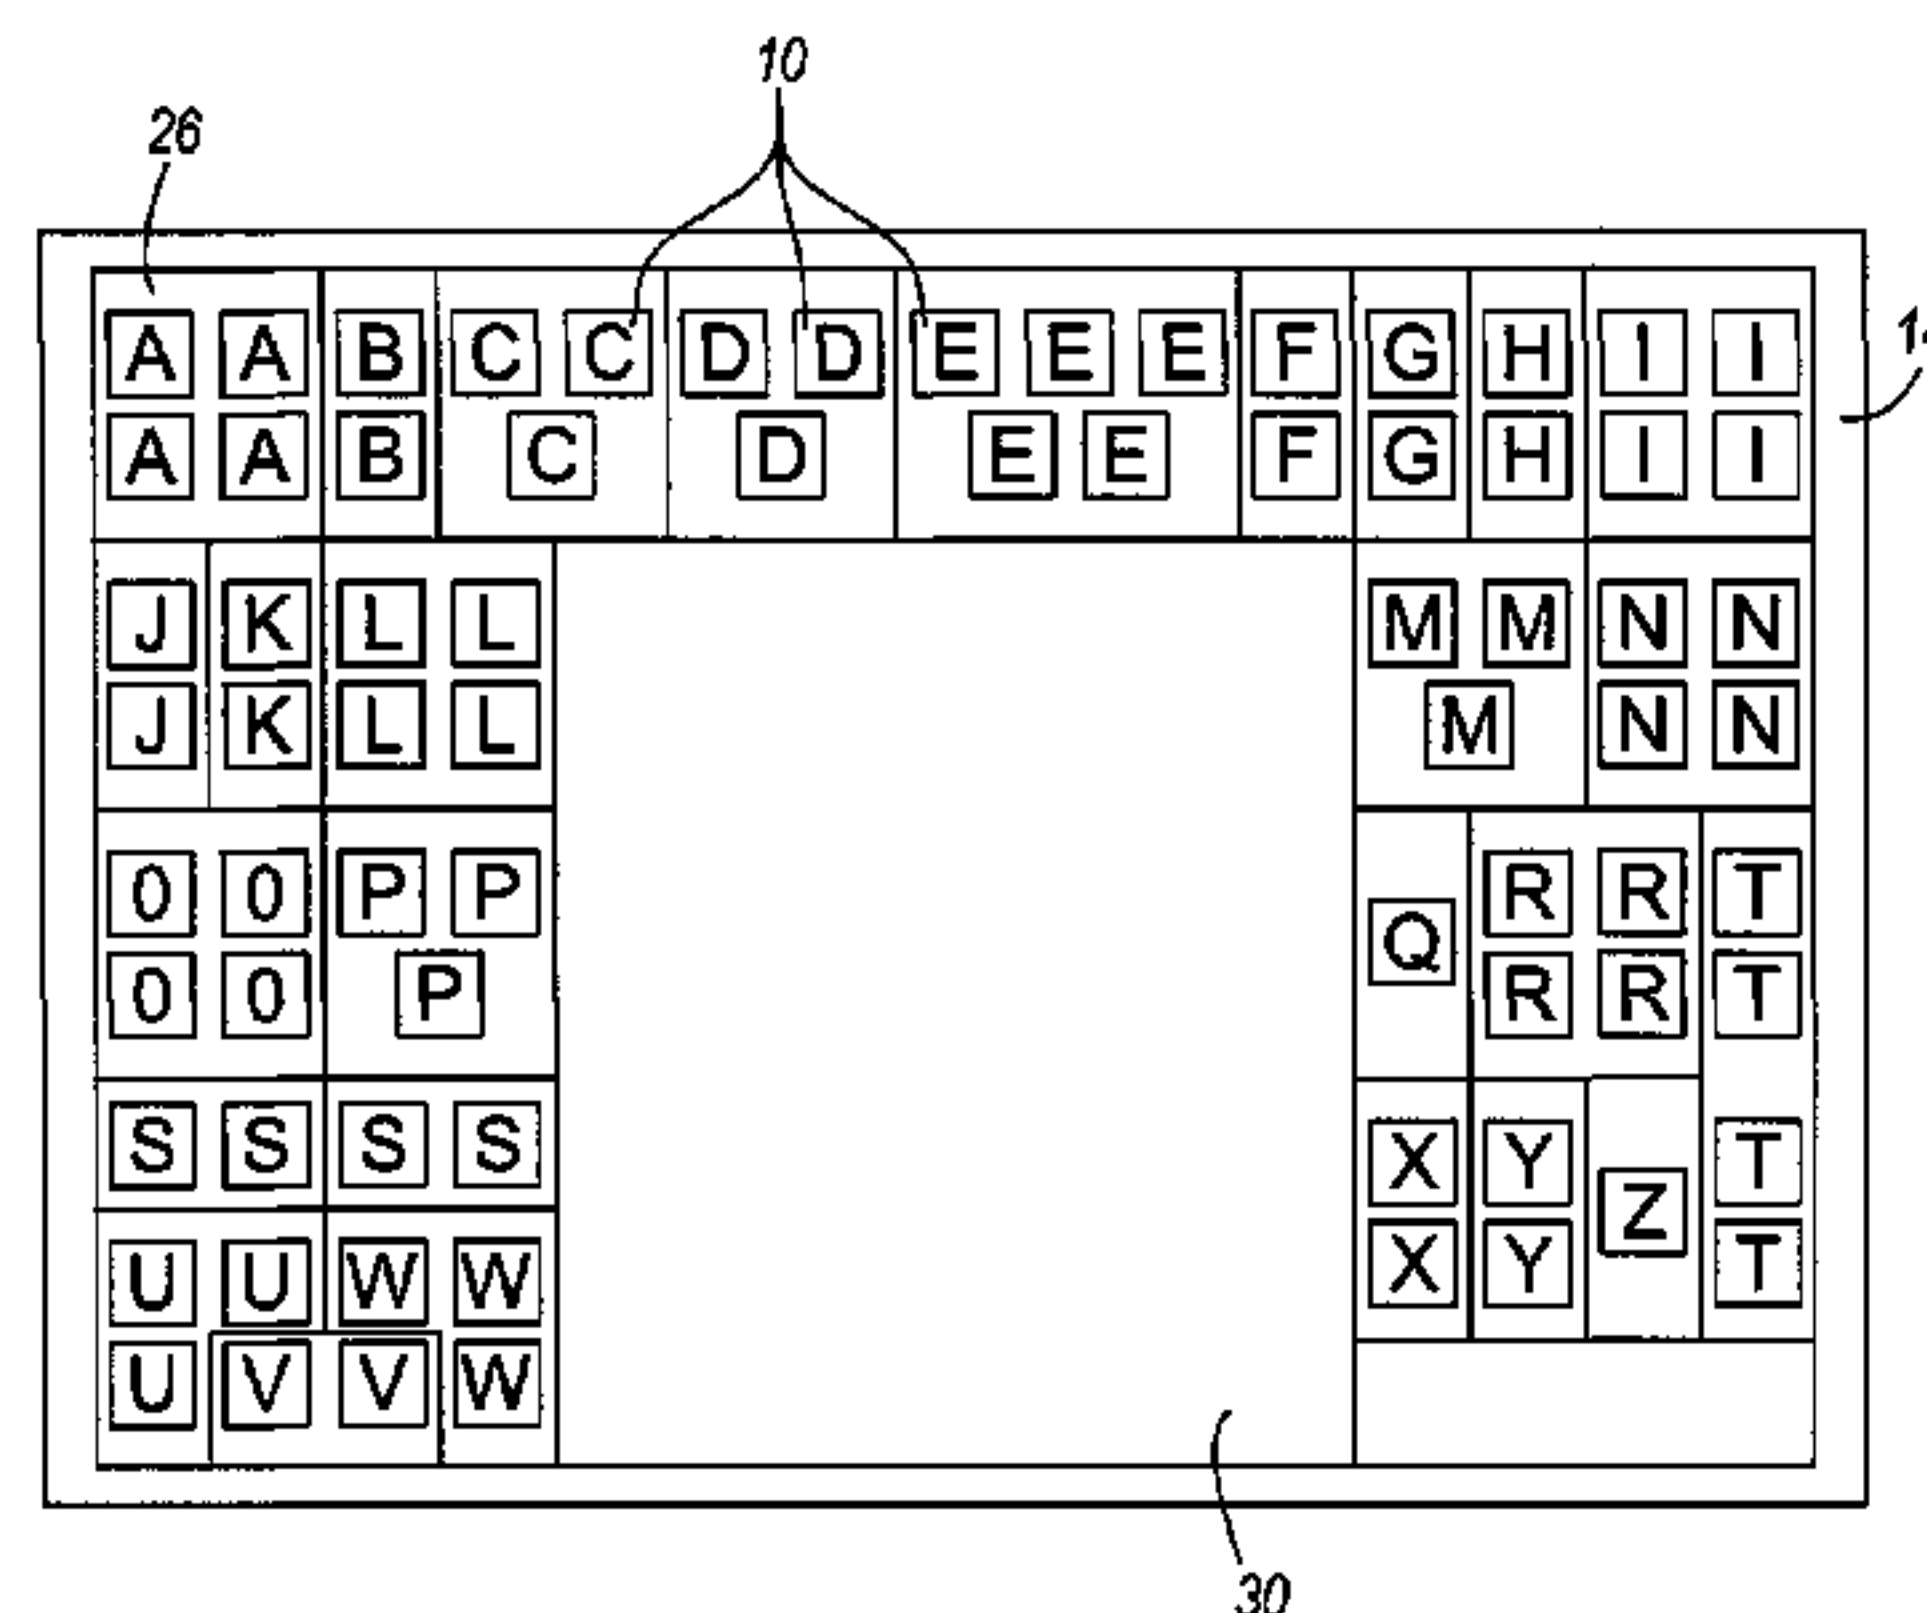 10
26
A A B C C D D E E E F G H I I
A A B C D E E F G H I I
J K L L M M N N
J K L L M N N
0 0 P P R R T
Q
0 0 P R R T
S S S S X Y T
Z
U U W W X Y T
U V V W
30